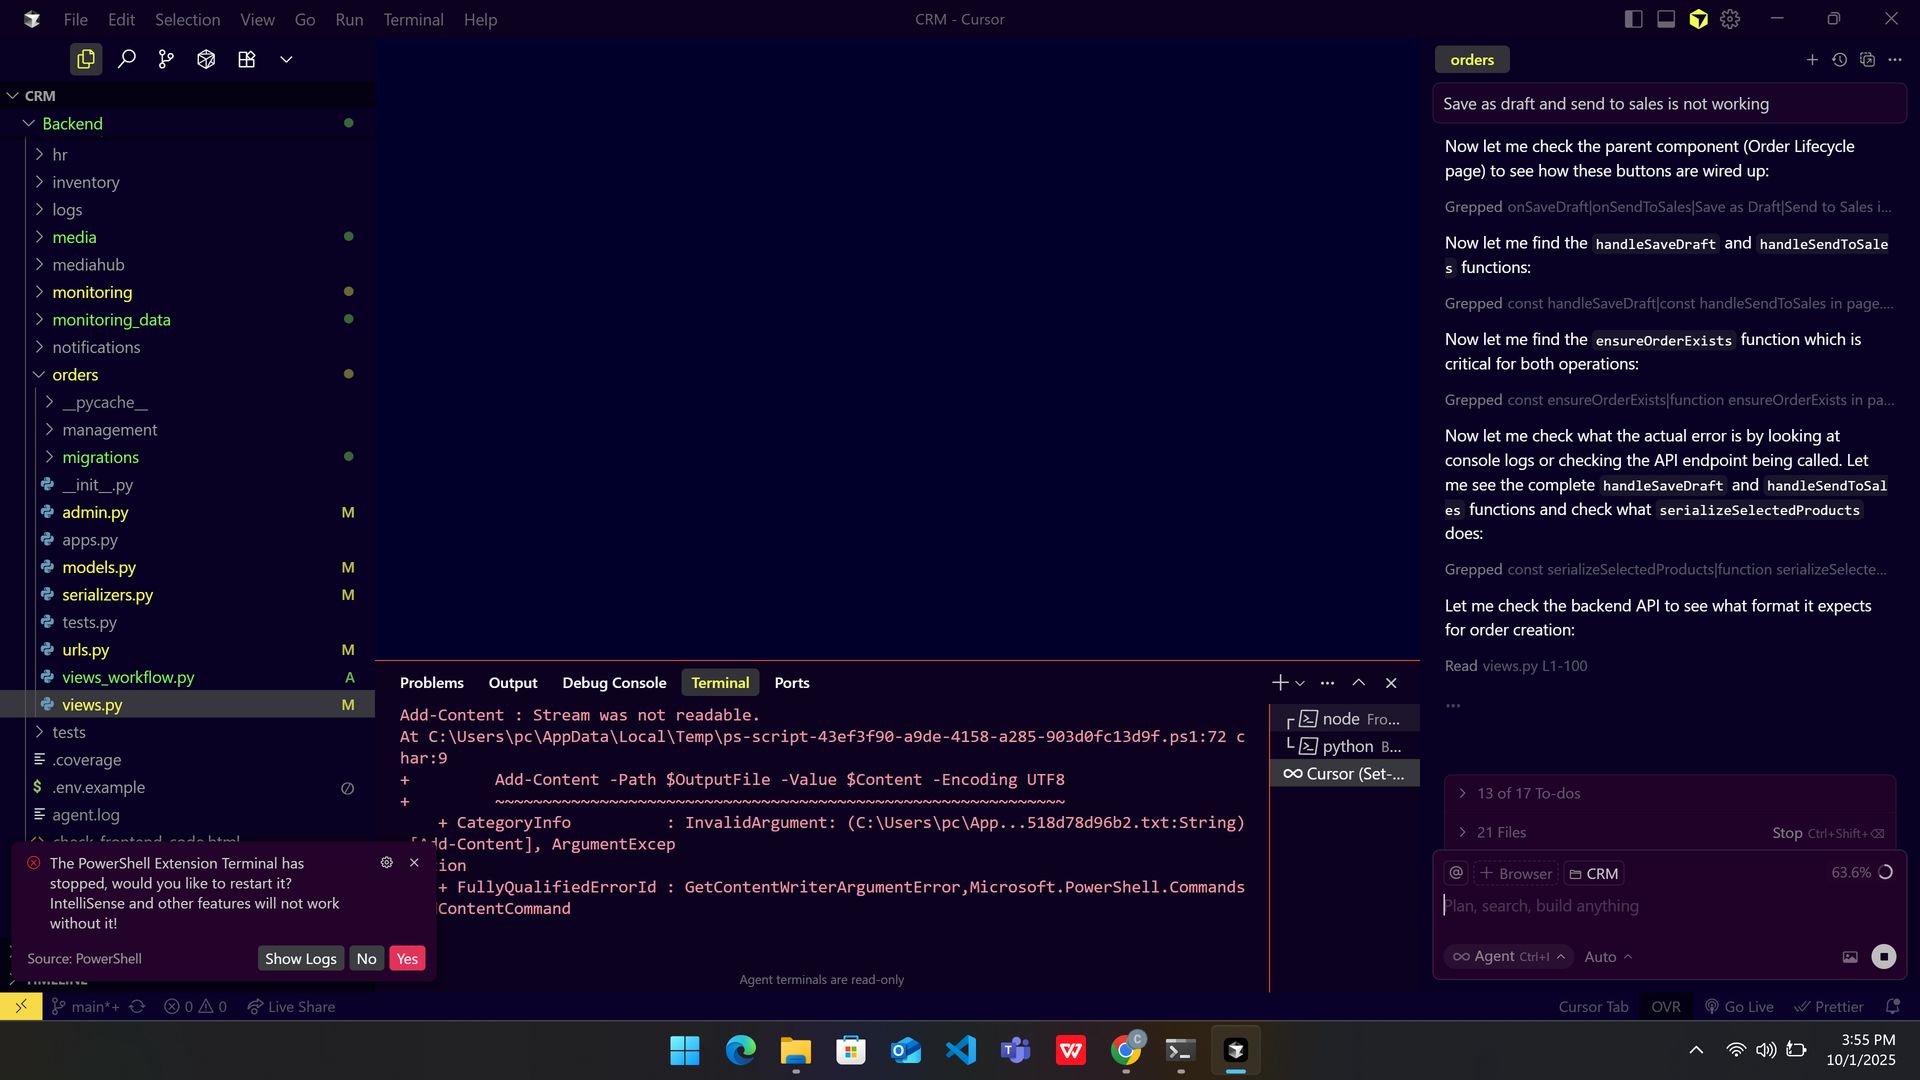 File Edit Selection View Go Run Terminal Help
CRM - Cursor
CRM
Backend
hr
inventory
logs
media
mediahub
monitoring
monitoring_data
notifications
orders
__pycache__
management
migrations
__init__.py
admin.py M
apps.py
models.py M
serializers.py M
tests.py
urls.py M
views_workflow.py A
views.py M
tests
.coverage
$ .env.example
agent.log
check_frontend_code.html
The PowerShell Extension Terminal has
stopped, would you like to restart it?
IntelliSense and other features will not work
without it!
Source: PowerShell
Show Logs No Yes
TIMELINE
Problems Output Debug Console Terminal Ports
Add-Content : Stream was not readable.
At C:\Users\pc\AppData\Local\Temp\ps-script-43ef3f90-a9de-4158-a285-903d0fc13d9f.ps1:72 c
har:9
+         Add-Content -Path $OutputFile -Value $Content -Encoding UTF8
+         ~~~~~~~~~~~~~~~~~~~~~~~~~~~~~~~~~~~~~~~~~~~~~~~~~~~~~~~~~~~~
+ CategoryInfo          : InvalidArgument: (C:\Users\pc\App...518d78d96b2.txt:String)
[Add-Content], ArgumentExcep
tion
+ FullyQualifiedErrorId : GetContentWriterArgumentError,Microsoft.PowerShell.Commands
dContentCommand
Agent terminals are read-only
node Fro...
python B...
Cursor (Set-...
orders
Save as draft and send to sales is not working
Now let me check the parent component (Order Lifecycle
page) to see how these buttons are wired up:
Grepped onSaveDraft|onSendToSales|Save as Draft|Send to Sales i...
Now let me find the handleSaveDraft and handleSendToSale
s functions:
Grepped const handleSaveDraft|const handleSendToSales in page....
Now let me find the ensureOrderExists function which is
critical for both operations:
Grepped const ensureOrderExists|function ensureOrderExists in pa...
Now let me check what the actual error is by looking at
console logs or checking the API endpoint being called. Let
me see the complete handleSaveDraft and handleSendToSal
es functions and check what serializeSelectedProducts
does:
Grepped const serializeSelectedProducts|function serializeSelecte...
Let me check the backend API to see what format it expects
for order creation:
Read views.py L1-100
...
13 of 17 To-dos
21 Files Stop Ctrl+Shift+⌫
@ + Browser CRM 63.6%
Plan, search, build anything
∞ Agent Ctrl+I Auto
main*+ 0 0 Live Share
Cursor Tab OVR Go Live Prettier
3:55 PM
10/1/2025